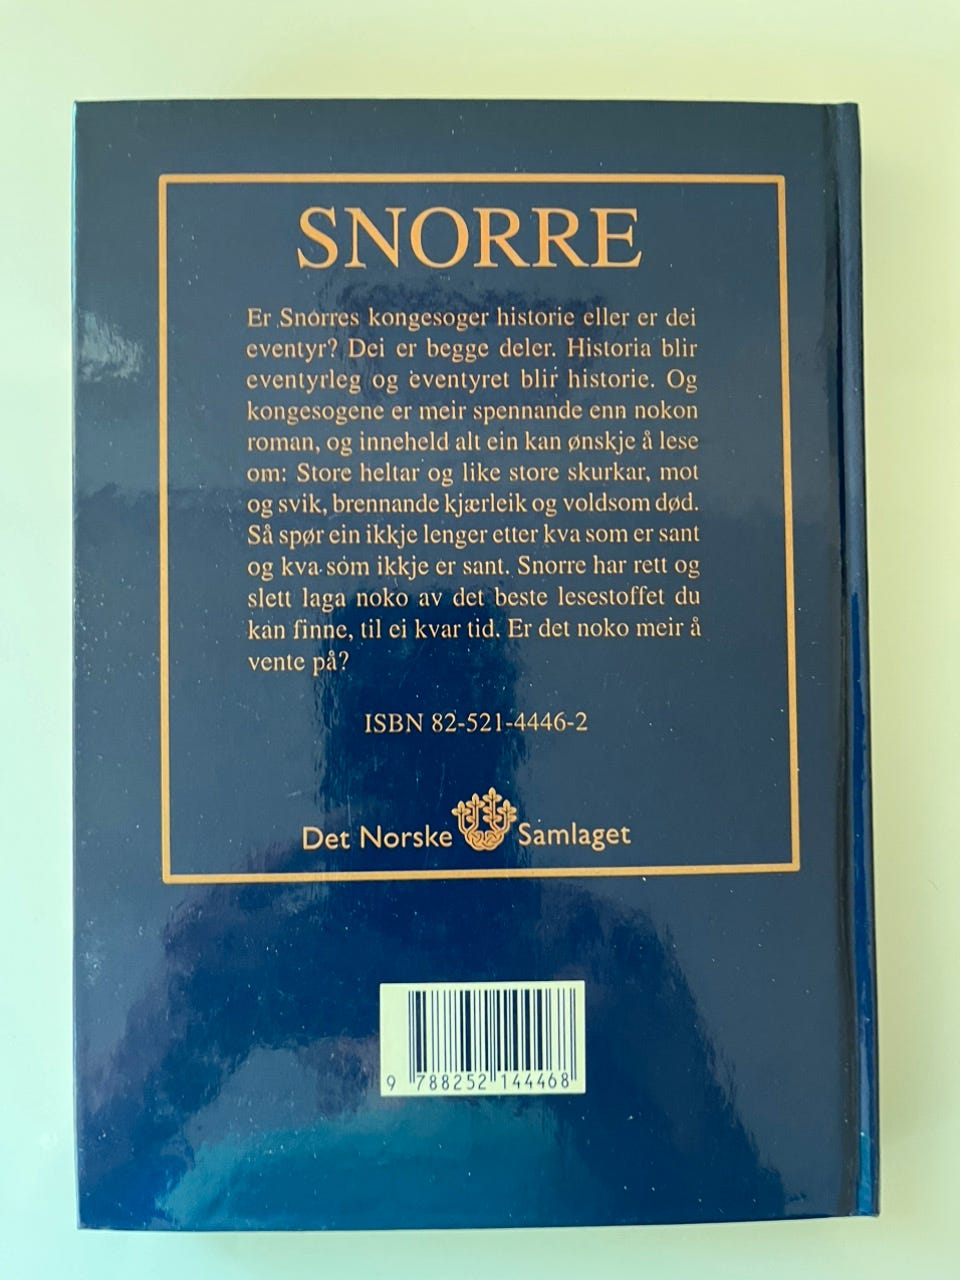 SNORRE
Er Snorres kongesoger historie eller er dei
eventyr? Dei er begge deler. Historia blir
eventyrleg og eventyret blir historie. Og
kongesogene er meir spennande enn nokon
roman, og inneheld alt ein kan ønskje å lese
om: Store heltar og like store skurkar, mot
og svik, brennande kjærleik og voldsom død.
Så spør ein ikkje lenger etter kva som er sant
og kva som ikkje er sant. Snorre har rett og
slett laga noko av det beste lesestoffet du
kan finne, til ei kvar tid. Er det noko meir å
vente på?
ISBN 82-521-4446-2
Det Norske Samlaget
9 788252 144468